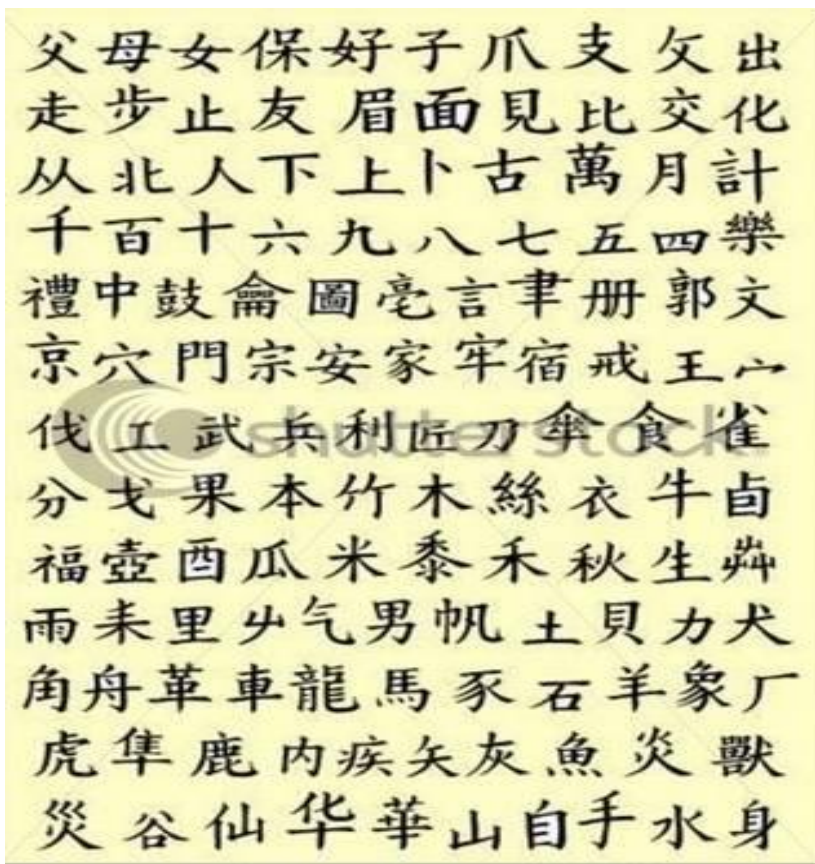 父母女保好子爪支攵出
走步止友眉面見比交化
从北人下上卜古萬月計
千百十六九八七五四樂
禮中鼓龠圖亳言聿册郭文
京穴門宗安家牢宿戒王宀
伐工武兵利匠刀傘食雀
分戈果本竹木絲衣牛卣
福壺酉瓜米黍禾秋生茻
雨耒里屮气男帆土貝力犬
角舟革車龍馬豕石羊象厂
虎隼鹿内疾矢灰魚炎獸
災谷仙华華山自手水身
shutterstock